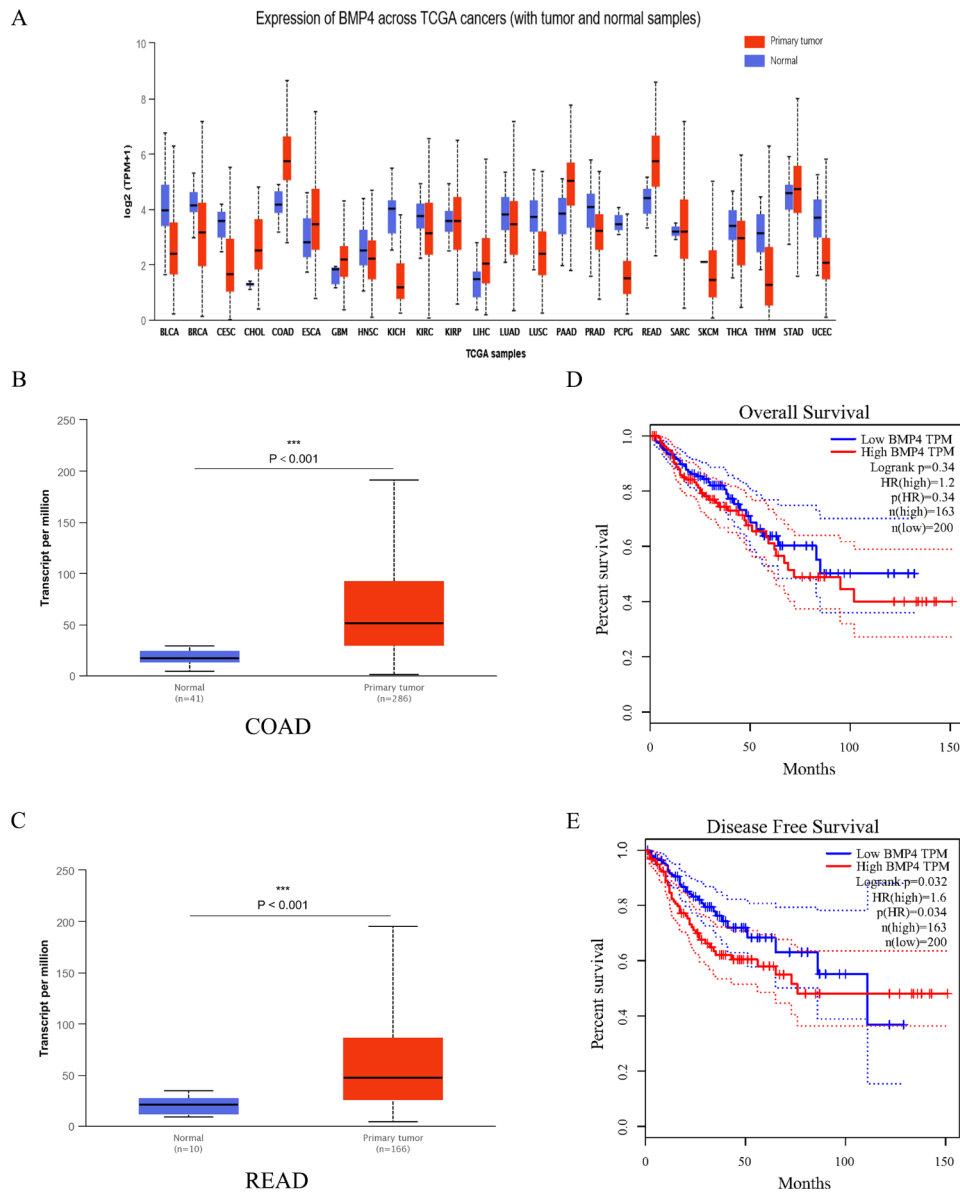 A
Expression of BMP4 across TCGA cancers (with tumor and normal samples)
Primary tumor
Normal
log2 (TPM+1)
10
8
6
4
2
0
BLCA BRCA CESC CHOL COAD ESCA GBM HNSC KICH KIRC KIRP LIHC LUAD LUSC PAAD PRAD PCPG READ SARC SKCM THCA THYM STAD UCEC
TCGA samples
B
250
200
150
100
50
0
Transcript per million
***
P < 0.001
Normal
(n=41)
Primary tumor
(n=286)
COAD
D
Overall Survival
Low BMP4 TPM
High BMP4 TPM
Logrank p=0.34
HR(high)=1.2
p(HR)=0.34
n(high)=163
n(low)=200
Percent survival
1.0
0.8
0.6
0.4
0.2
0.0
0 50 100 150
Months
C
250
200
150
100
50
0
Transcript per million
***
P < 0.001
Normal
(n=10)
Primary tumor
(n=166)
READ
E
Disease Free Survival
Low BMP4 TPM
High BMP4 TPM
Logrank p=0.032
HR(high)=1.6
p(HR)=0.034
n(high)=163
n(low)=200
Percent survival
1.0
0.8
0.6
0.4
0.2
0.0
0 50 100 150
Months